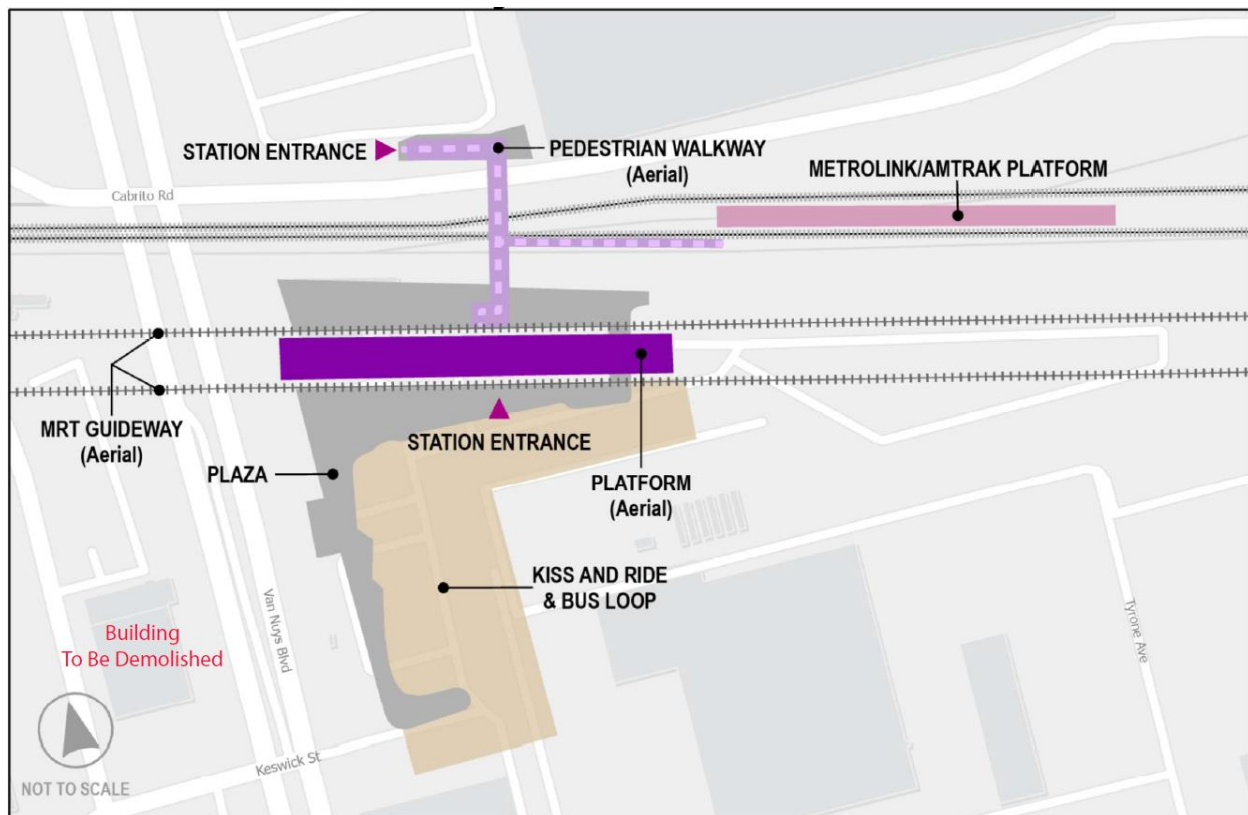 STATION ENTRANCE
PEDESTRIAN WALKWAY
(Aerial)
METROLINK/AMTRAK PLATFORM
Cabrito Rd
MRT GUIDEWAY
(Aerial)
STATION ENTRANCE
PLAZA
PLATFORM
(Aerial)
KISS AND RIDE
& BUS LOOP
Van Nuys Blvd
Tyrone Ave
Building
To Be Demolished
Keswick St
NOT TO SCALE